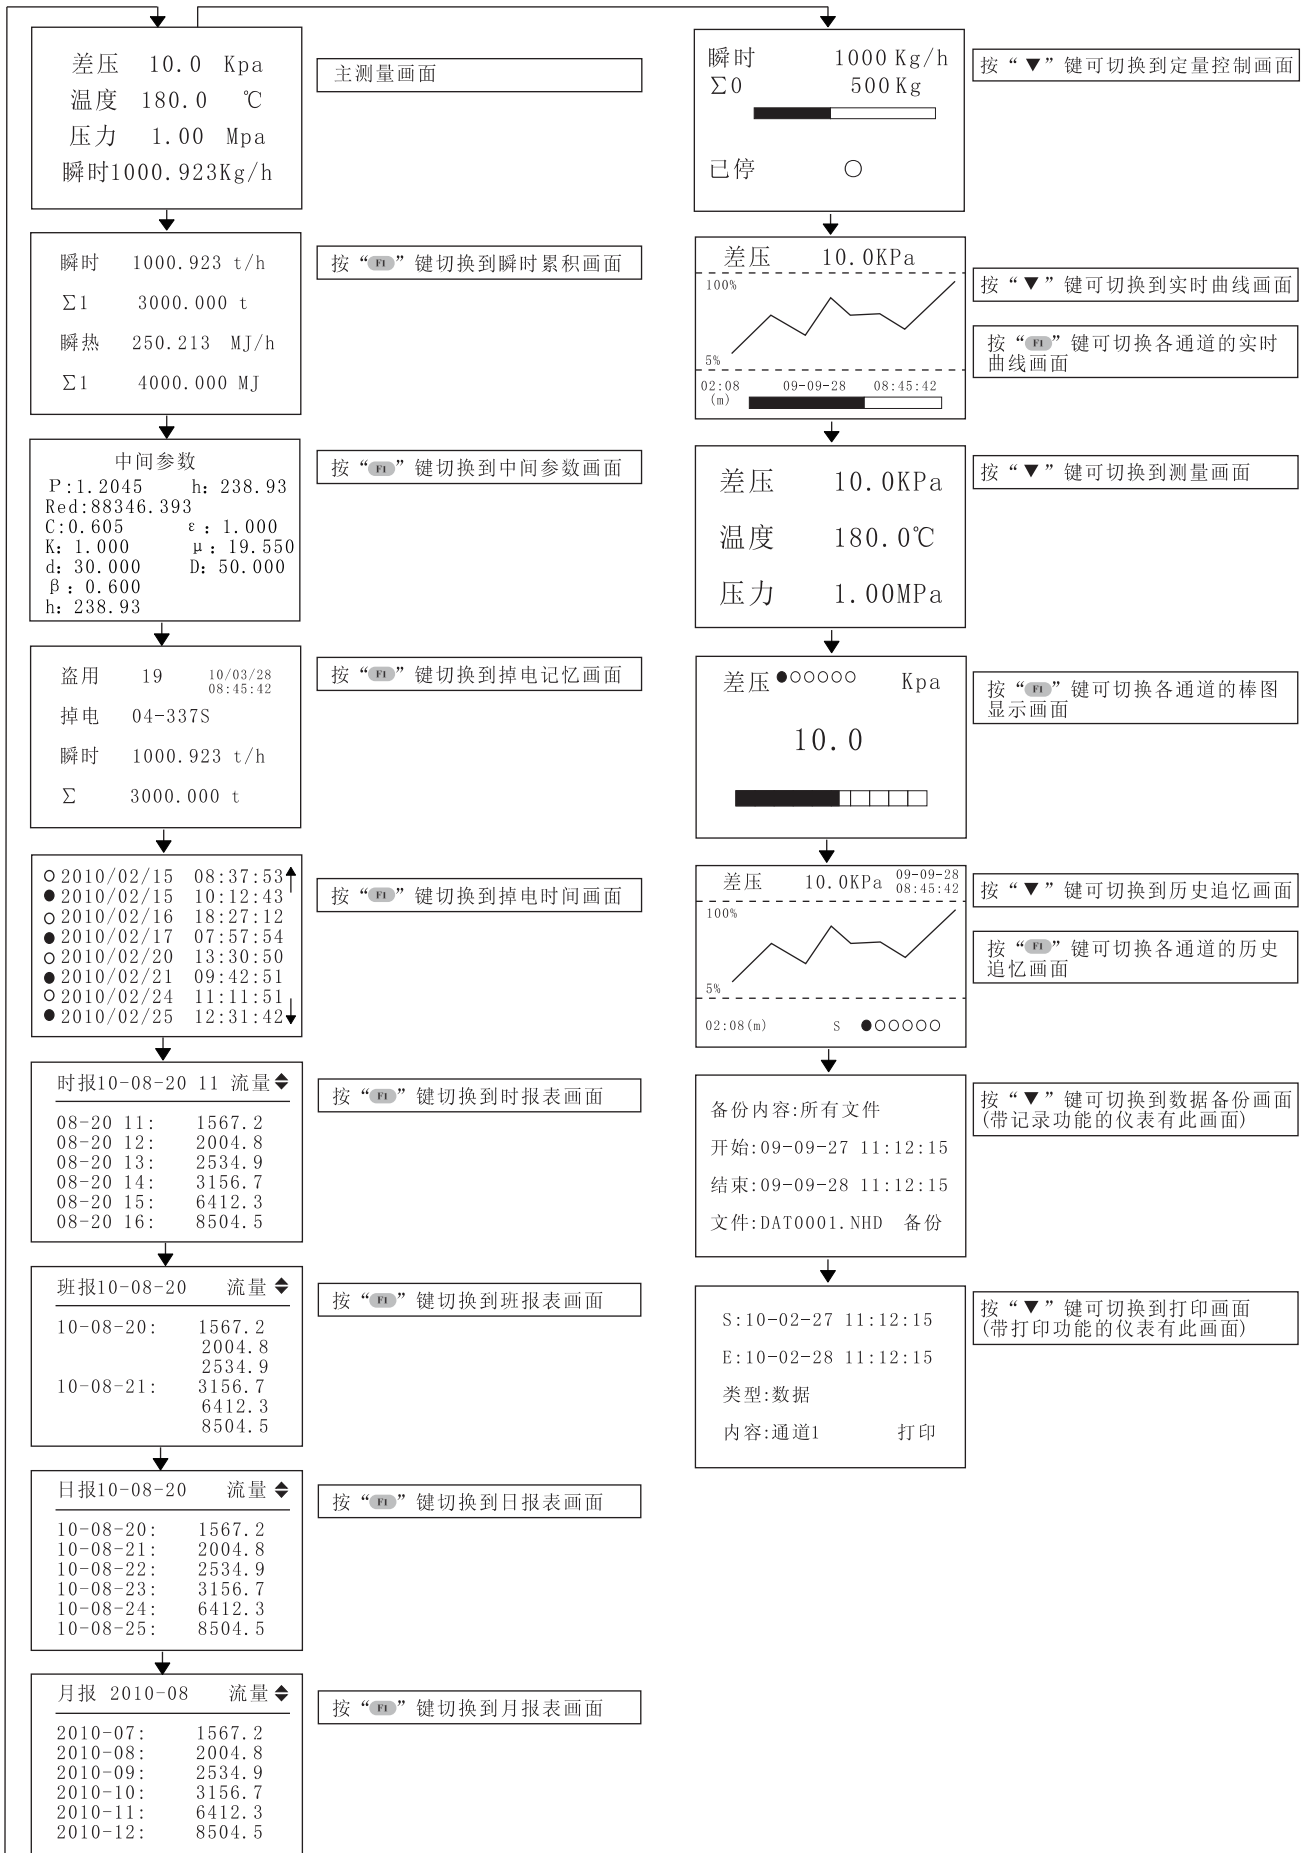 差压 10.0 Kpa
温度 180.0 ℃
压力 1.00 Mpa
瞬时1000.923Kg/h
主测量画面
瞬时 1000.923 t/h
Σ1 3000.000 t
瞬热 250.213 MJ/h
Σ1 4000.000 MJ
按“F1”键切换到瞬时累积画面
中间参数
P:1.2045 h: 238.93
Red:88346.393
C:0.605 ε: 1.000
K: 1.000 μ: 19.550
d: 30.000 D: 50.000
β: 0.600
h: 238.93
按“F1”键切换到中间参数画面
盗用 19 10/03/28
08:45:42
掉电 04-337S
瞬时 1000.923 t/h
Σ 3000.000 t
按“F1”键切换到掉电记忆画面
○2010/02/15 08:37:53
●2010/02/15 10:12:43
○2010/02/16 18:27:12
●2010/02/17 07:57:54
○2010/02/20 13:30:50
●2010/02/21 09:42:51
○2010/02/24 11:11:51
●2010/02/25 12:31:42
按“F1”键切换到掉电时间画面
时报10-08-20 11 流量
08-20 11: 1567.2
08-20 12: 2004.8
08-20 13: 2534.9
08-20 14: 3156.7
08-20 15: 6412.3
08-20 16: 8504.5
按“F1”键切换到时报表画面
班报10-08-20 流量
10-08-20: 1567.2
2004.8
2534.9
10-08-21: 3156.7
6412.3
8504.5
按“F1”键切换到班报表画面
日报10-08-20 流量
10-08-20: 1567.2
10-08-21: 2004.8
10-08-22: 2534.9
10-08-23: 3156.7
10-08-24: 6412.3
10-08-25: 8504.5
按“F1”键切换到日报表画面
月报 2010-08 流量
2010-07: 1567.2
2010-08: 2004.8
2010-09: 2534.9
2010-10: 3156.7
2010-11: 6412.3
2010-12: 8504.5
按“F1”键切换到月报表画面
瞬时 1000 Kg/h
Σ0 500 Kg
已停 ○
按“▼”键可切换到定量控制画面
差压 10.0KPa
100%
5%
02:08 09-09-28 08:45:42
(m)
按“▼”键可切换到实时曲线画面
按“F1”键可切换各通道的实时
曲线画面
差压 10.0KPa
温度 180.0℃
压力 1.00MPa
按“▼”键可切换到测量画面
差压●○○○○○ Kpa
10.0
按“F1”键可切换各通道的棒图
显示画面
差压 10.0KPa 09-09-28
08:45:42
100%
5%
02:08(m) S ●○○○○○
按“▼”键可切换到历史追忆画面
按“F1”键可切换各通道的历史
追忆画面
备份内容:所有文件
开始:09-09-27 11:12:15
结束:09-09-28 11:12:15
文件:DAT0001.NHD 备份
按“▼”键可切换到数据备份画面
(带记录功能的仪表有此画面)
S:10-02-27 11:12:15
E:10-02-28 11:12:15
类型:数据
内容:通道1 打印
按“▼”键可切换到打印画面
(带打印功能的仪表有此画面)